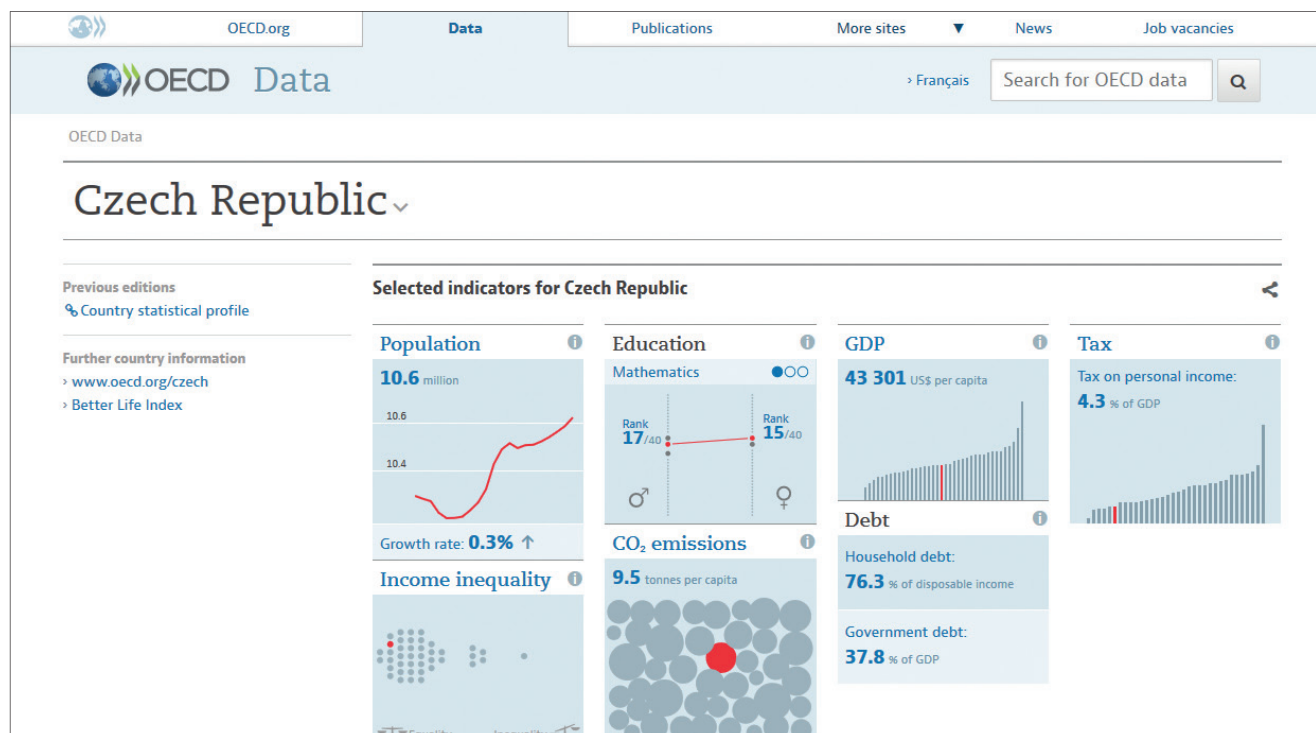 OECD.org
Data
Publications
More sites ▼
News
Job vacancies
OECD Data
› Français
Search for OECD data
OECD Data
Czech Republic
Previous editions
Country statistical profile
Further country information
› www.oecd.org/czech
› Better Life Index
Selected indicators for Czech Republic
Population
10.6 million
10.6
10.4
Growth rate: 0.3% ↑
Income inequality
Equality
Inequality
Education
Mathematics
Rank
17/40
Rank
15/40
♂ ♀
CO₂ emissions
9.5 tonnes per capita
GDP
43 301 US$ per capita
Debt
Household debt:
76.3 % of disposable income
Government debt:
37.8 % of GDP
Tax
Tax on personal income:
4.3 % of GDP